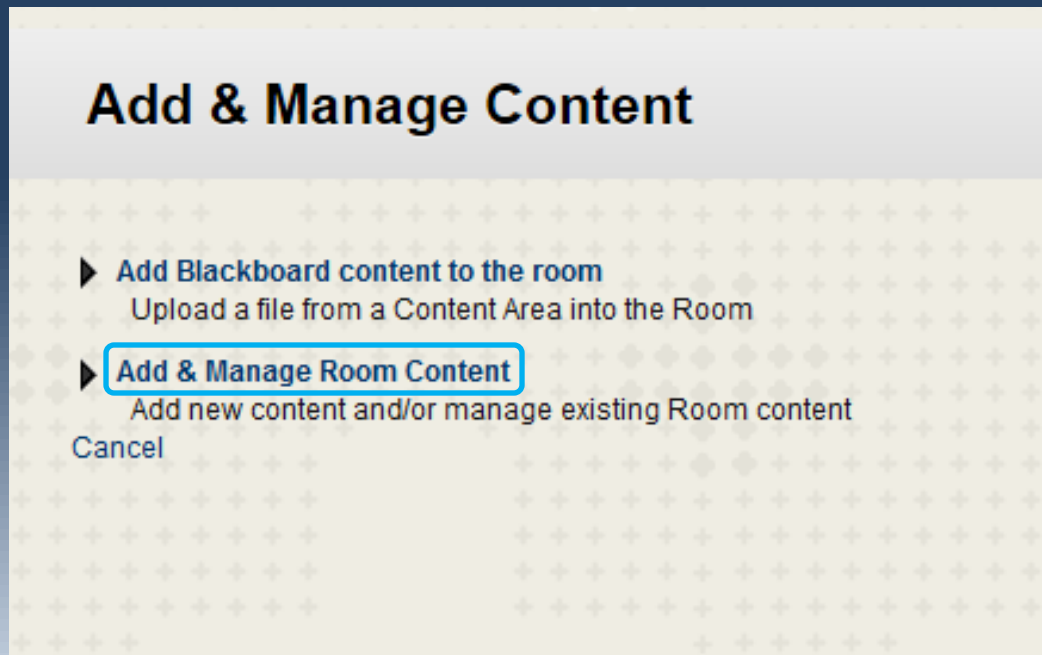 Add & Manage Content
Add Blackboard content to the room
Upload a file from a Content Area into the Room
Add & Manage Room Content
Add new content and/or manage existing Room content
Cancel